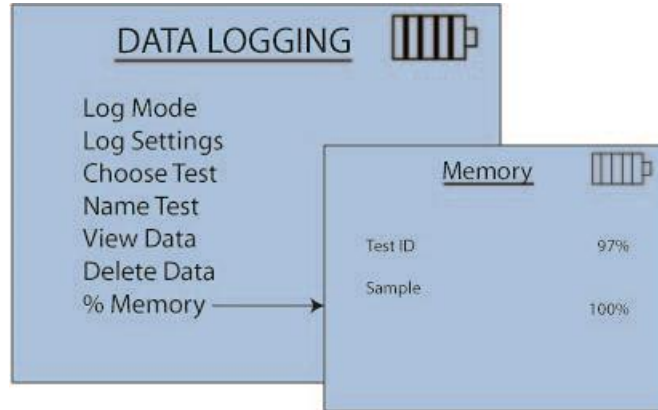 DATA LOGGING
Log Mode
Log Settings
Choose Test
Name Test
View Data
Delete Data
% Memory
Memory
Test ID 97%
Sample
100%